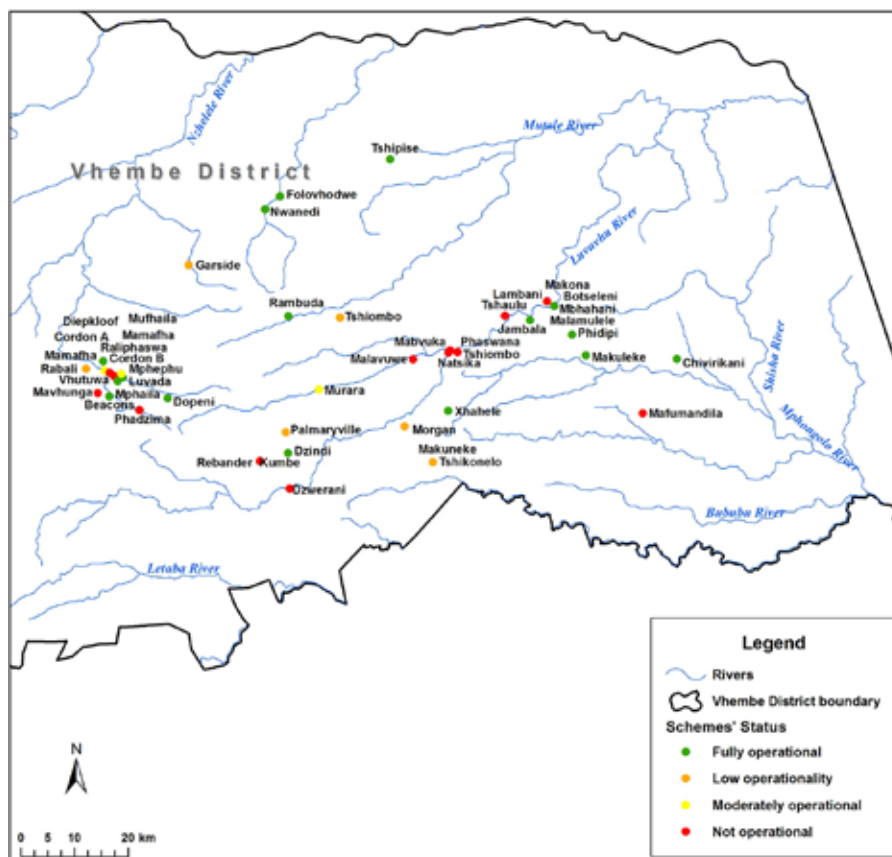 Nzhelele River
Mutale River
Tshipise
Vhembe District
Folovhodwe
Nwanedi
Luvuvhu River
Garside
Makona
Lambani
Botseleni
Tshaulu
Mbhahani
Rambuda
Tshiombo
Jambala
Malamulele
Diepkloof
Mufhaila
Phidipi
Cordon A
Mamafha
Raliphaswa
Mabvuka
Phaswana
Mamafha
Cordon B
Malavuwe
Tshiombo
Makuleke
Chivirikani
Shisha River
Rabali
Mphephu
Natsika
Vhutuwa
Luvada
Mavhunga
Mphaila
Murara
Beacons
Dopeni
Phadzima
Xhahele
Mafumandila
Mphongolo River
Palmaryville
Morgan
Dzindi
Makuneke
Rebander
Kumbe
Tshikonelo
Dzwerani
Bububu River
Letaba River
Legend
Rivers
Vhembe District boundary
Schemes' Status
Fully operational
Low operationality
Moderately operational
Not operational
N
0 5 10 20 km